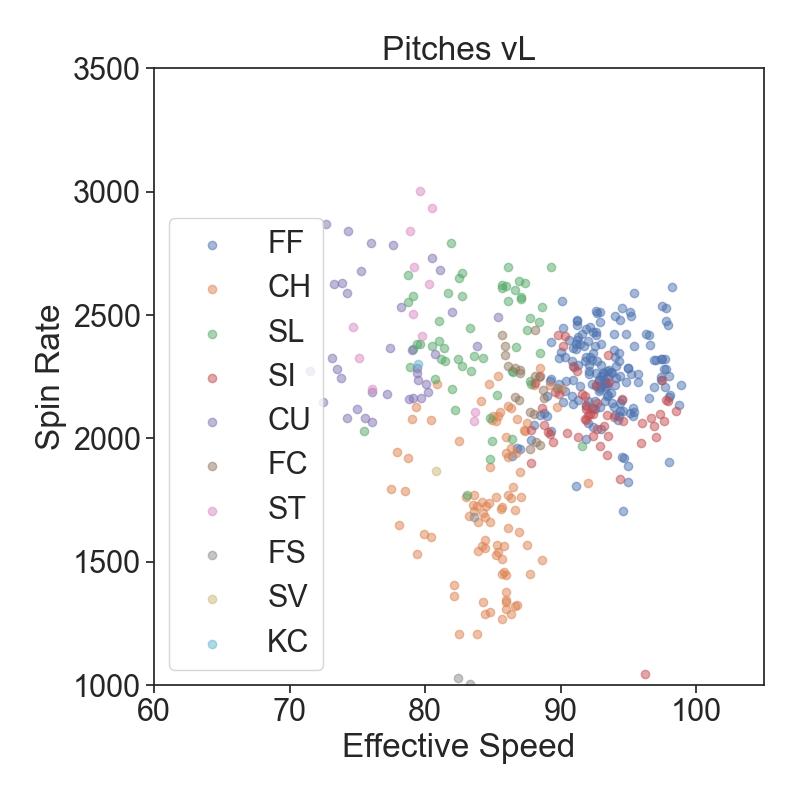 Pitches vL
3500
3000
2500
2000
1500
1000
Spin Rate
FF
CH
SL
SI
CU
FC
ST
FS
SV
KC
60 70 80 90 100
Effective Speed